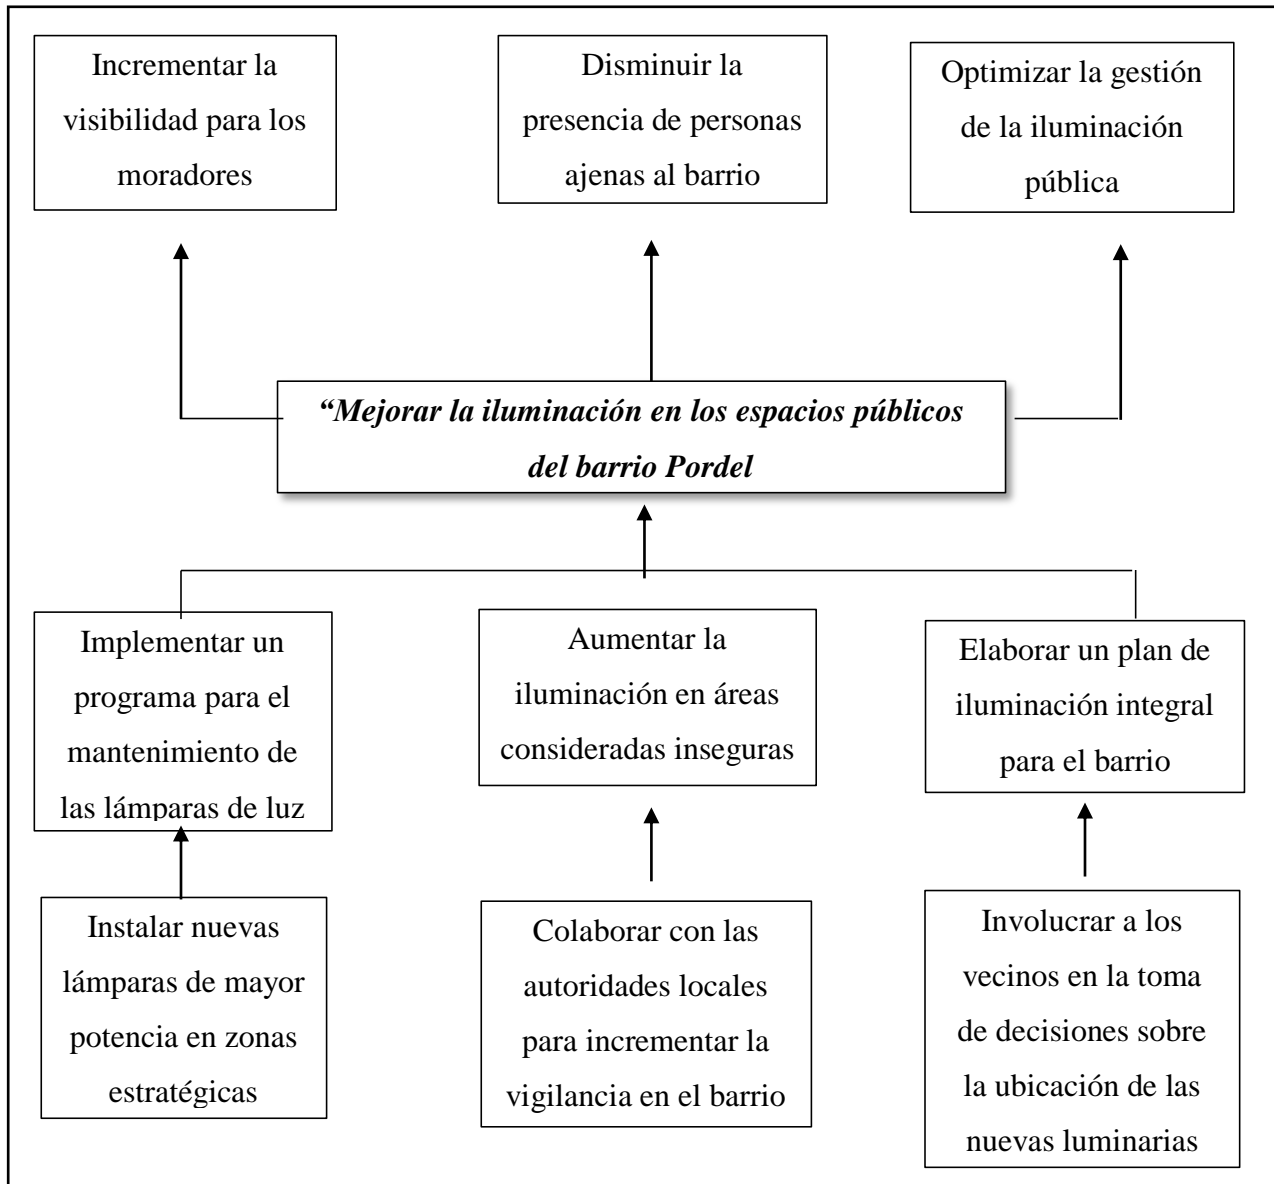 Incrementar la
visibilidad para los
moradores
Disminuir la
presencia de personas
ajenas al barrio
Optimizar la gestión
de la iluminación
pública
“Mejorar la iluminación en los espacios públicos
del barrio Pordel
Implementar un
programa para el
mantenimiento de
las lámparas de luz
Aumentar la
iluminación en áreas
consideradas inseguras
Elaborar un plan de
iluminación integral
para el barrio
Instalar nuevas
lámparas de mayor
potencia en zonas
estratégicas
Colaborar con las
autoridades locales
para incrementar la
vigilancia en el barrio
Involucrar a los
vecinos en la toma
de decisiones sobre
la ubicación de las
nuevas luminarias